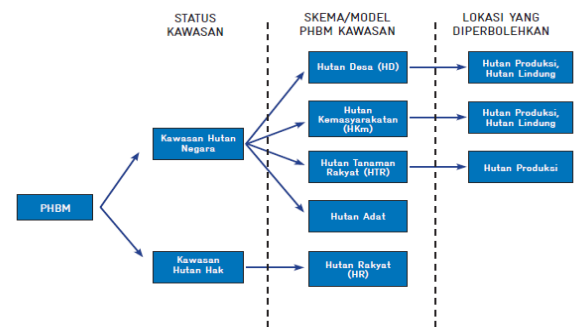 STATUS
KAWASAN
SKEMA/MODEL
PHBM KAWASAN
LOKASI YANG
DIPERBOLEHKAN
Hutan Desa (HD)
Hutan Produksi,
Hutan Lindung
Hutan
Kemasyarakatan
(HKm)
Hutan Produksi,
Hutan Lindung
Kawasan Hutan
Negara
Hutan Tanaman
Rakyat (HTR)
Hutan Produksi
PHBM
Hutan Adat
Kawasan
Hutan Hak
Hutan Rakyat
(HR)